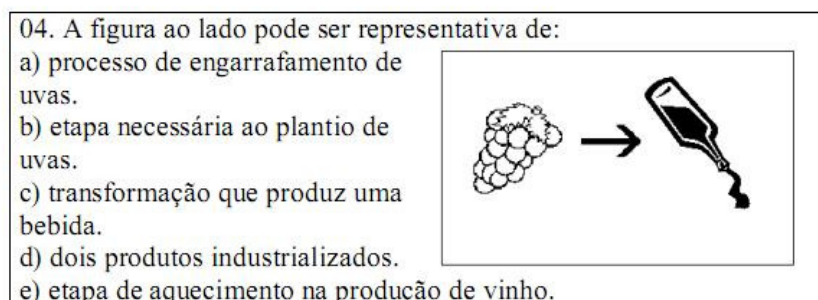 04. A figura ao lado pode ser representativa de:
a) processo de engarrafamento de
uvas.
b) etapa necessária ao plantio de
uvas.
c) transformação que produz uma
bebida.
d) dois produtos industrializados.
e) etapa de aquecimento na produção de vinho.